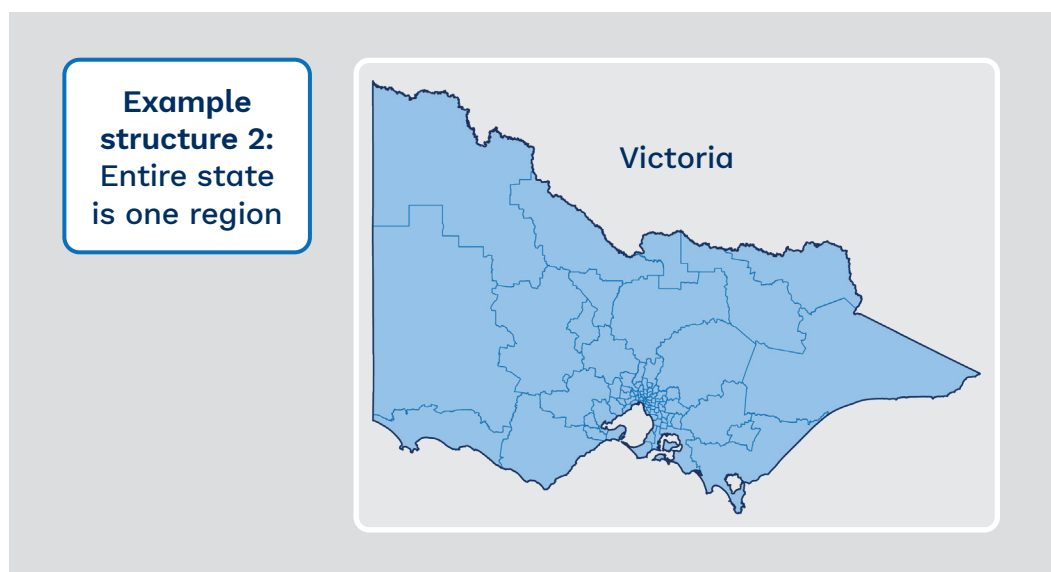 Example
structure 2:
Entire state
is one region
Victoria